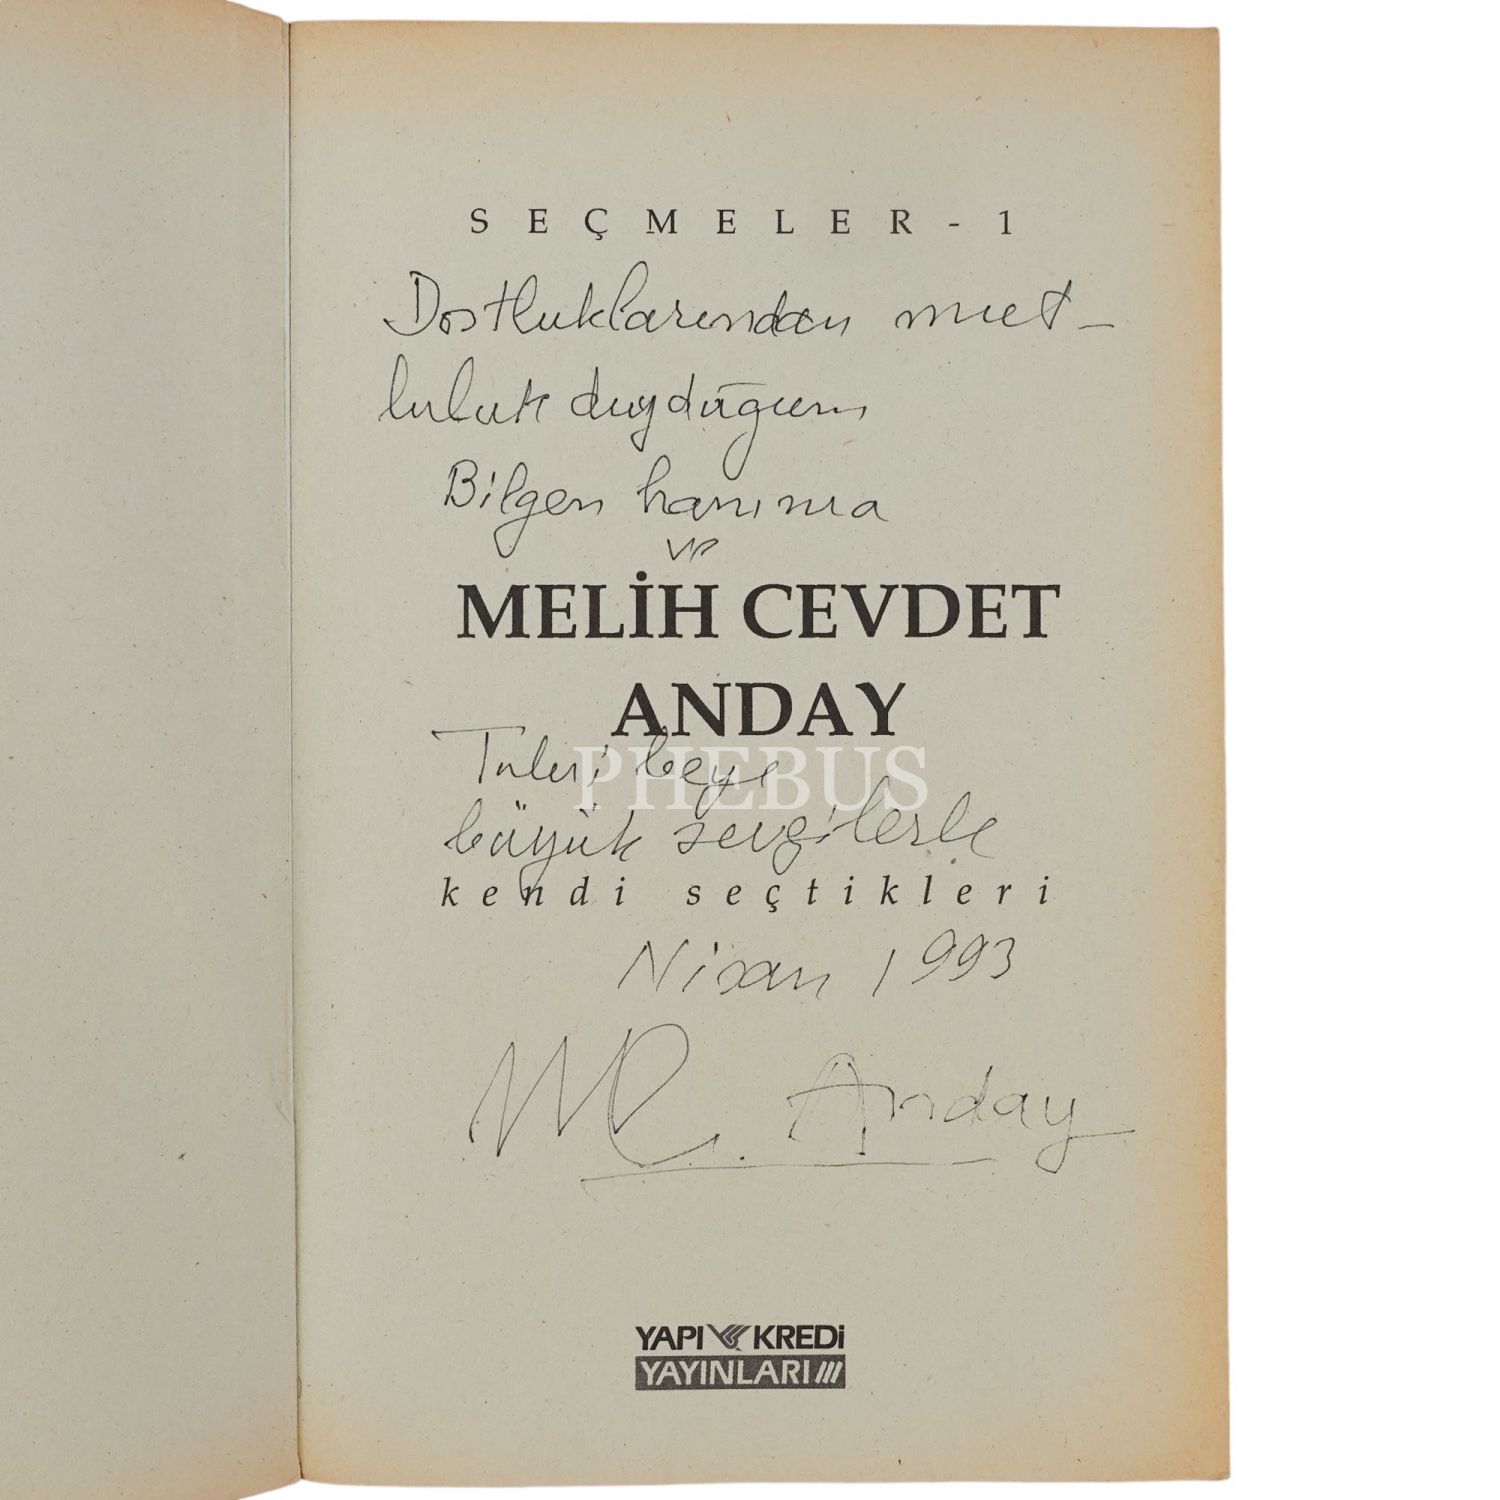 SEÇMELER - 1
Dostluklarından mut-
luluk duyduğum
Bilgen hanıma
ve
MELİH CEVDET
ANDAY
beye
PHEBUS
büyük sevgilerle
kendi seçtikleri
Nisan 1993
MC. Anday
YAPI KREDİ
YAYINLARI